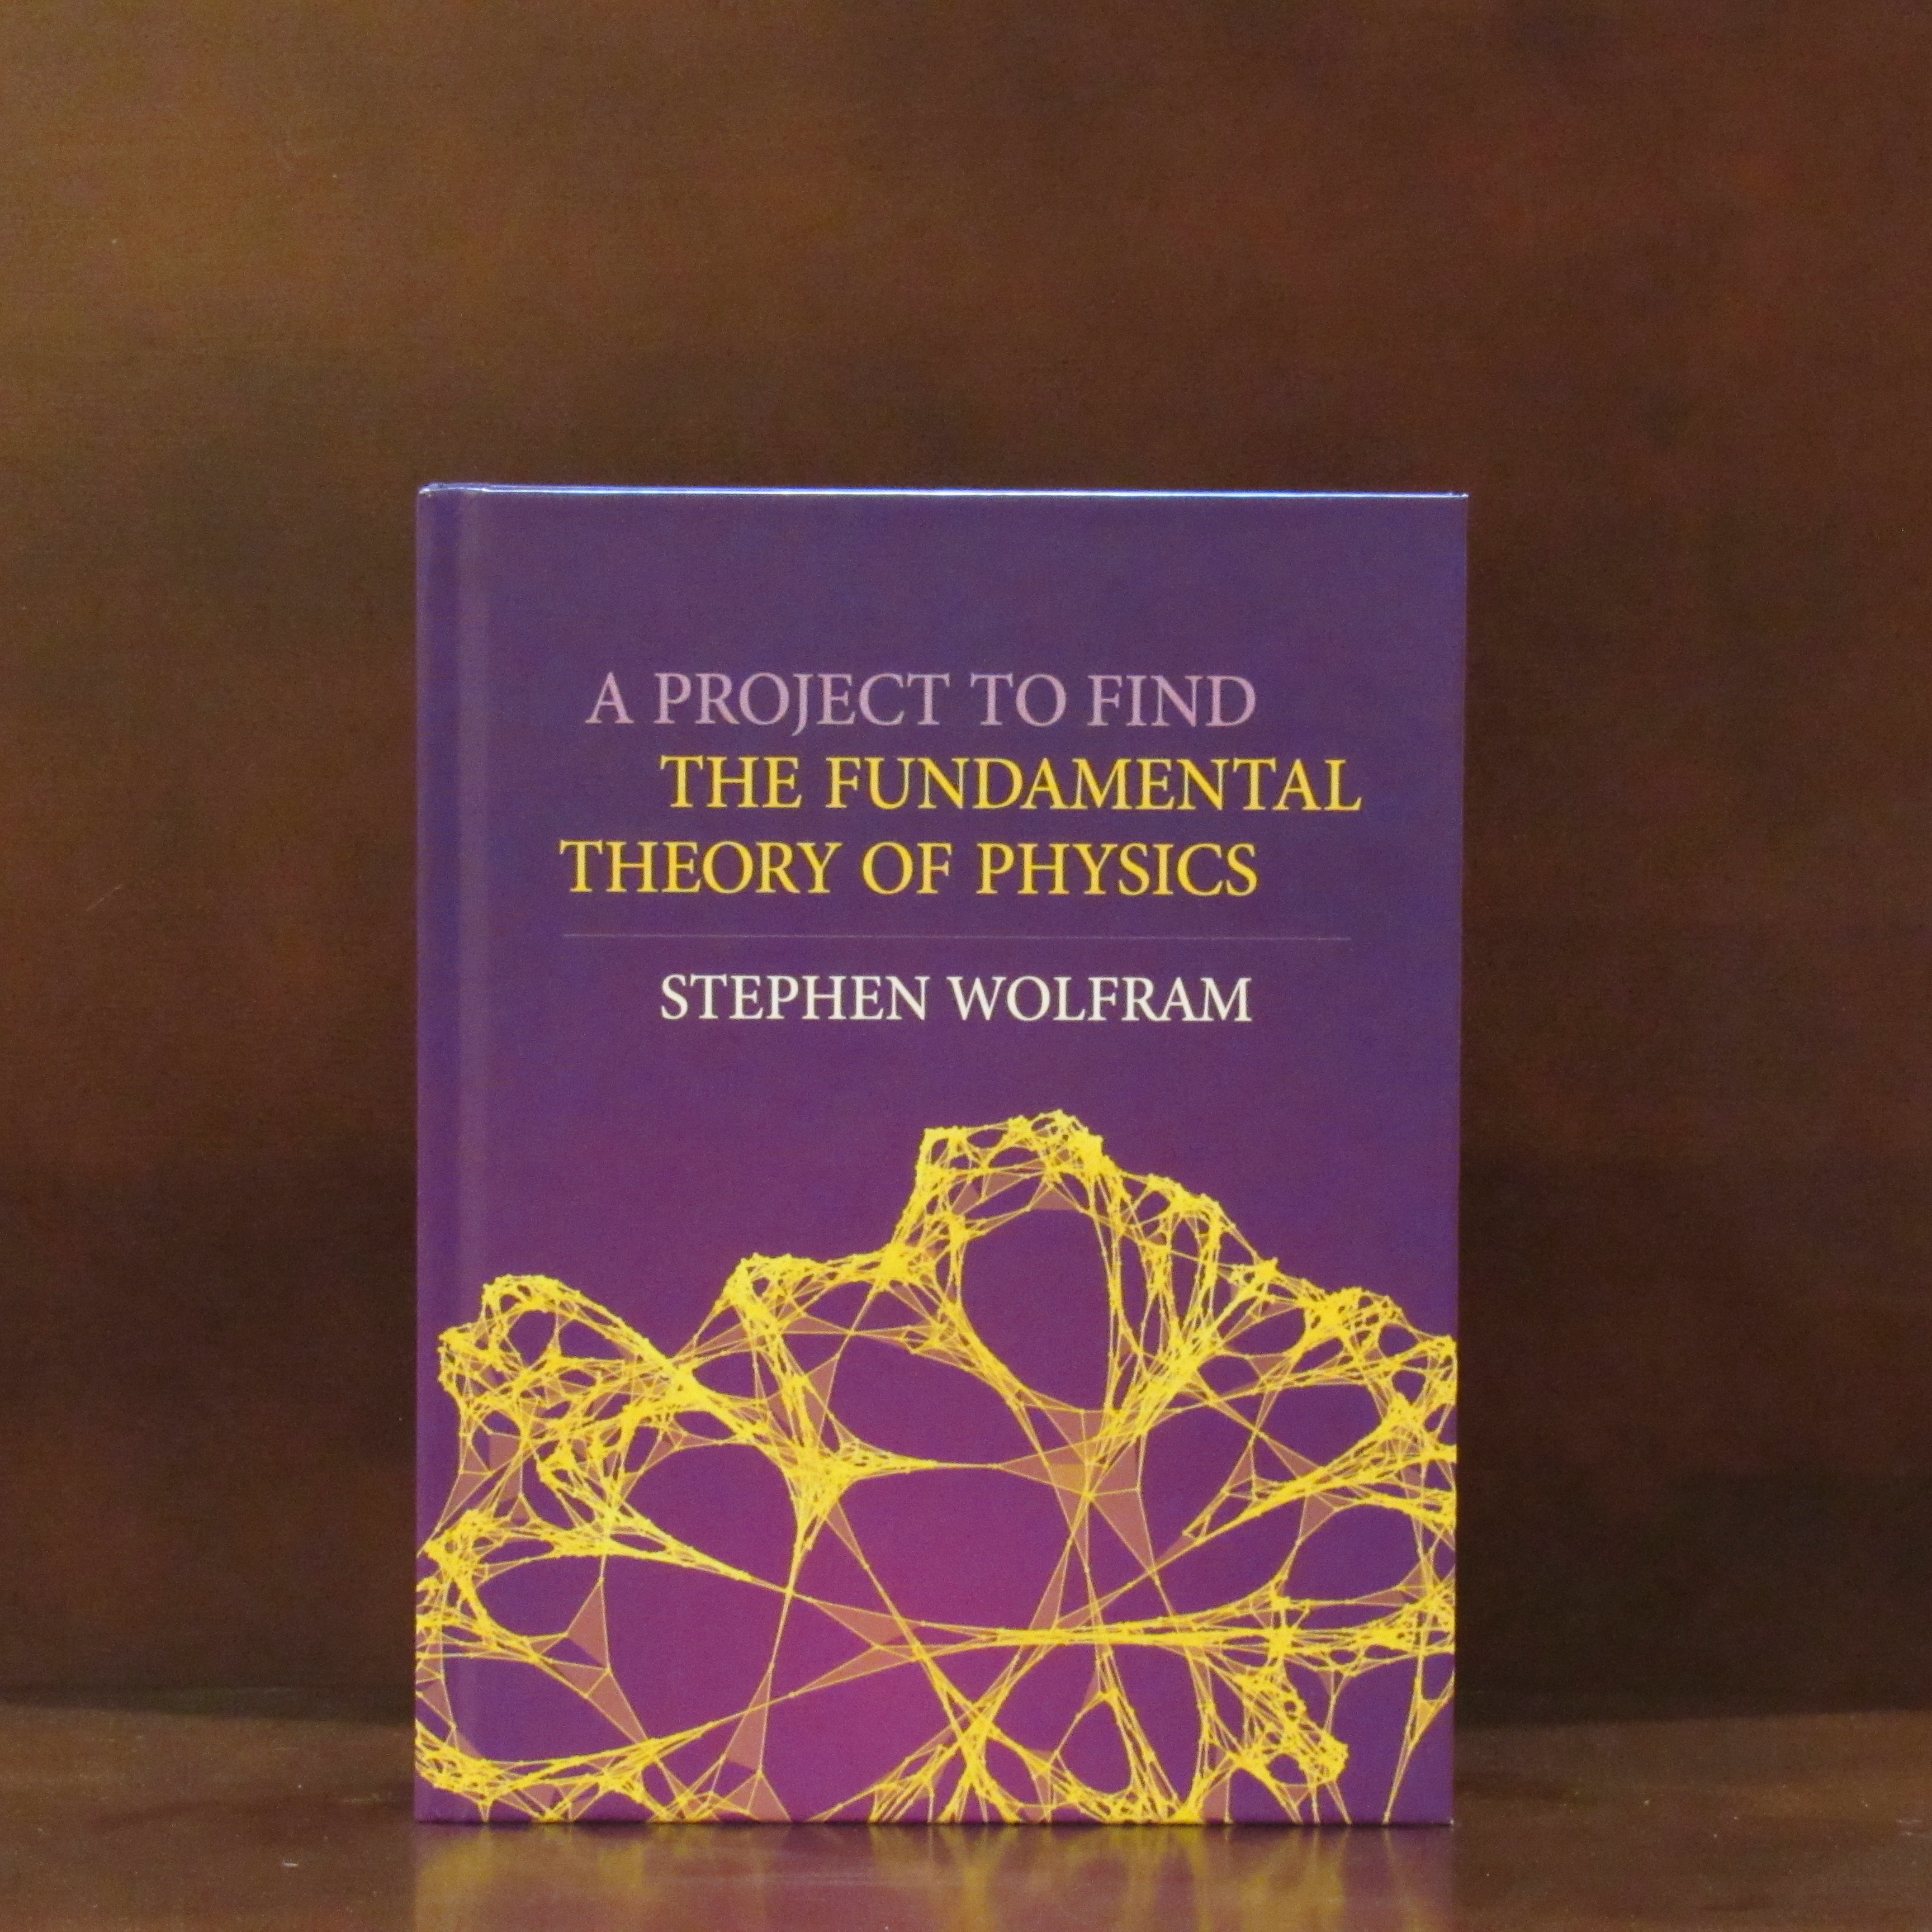 A PROJECT TO FIND
THE FUNDAMENTAL
THEORY OF PHYSICS
STEPHEN WOLFRAM